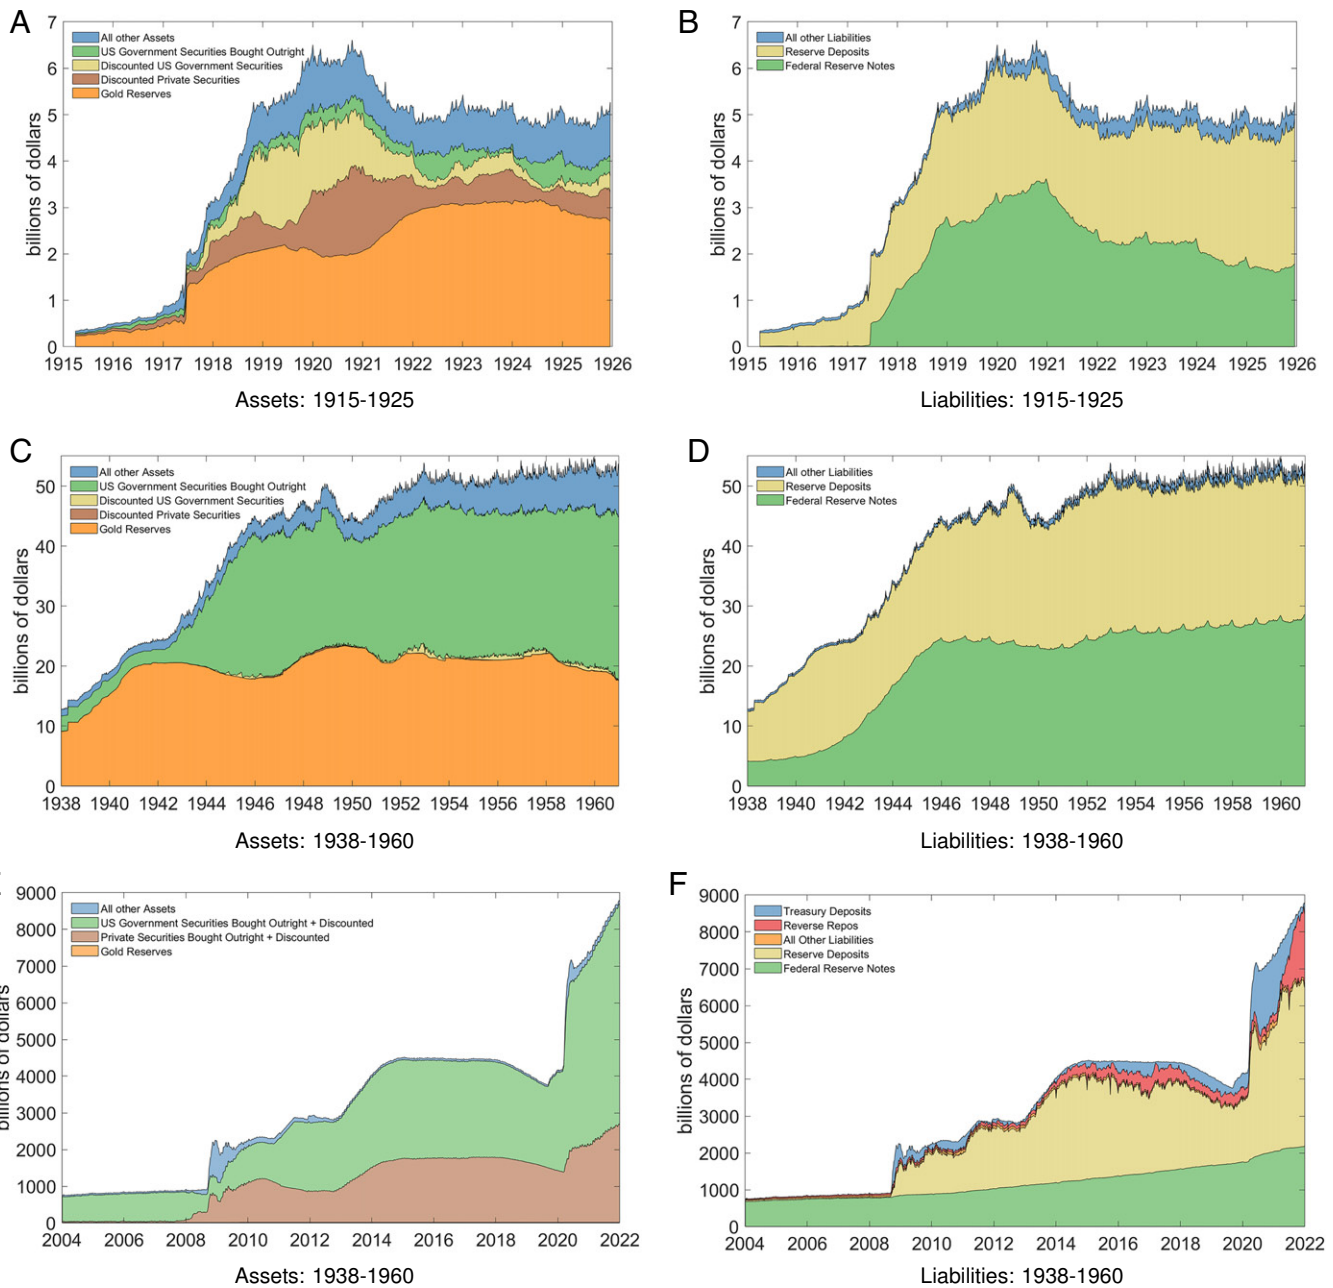 A
7
6
5
4
3
2
1
0
billions of dollars
All other Assets
US Government Securities Bought Outright
Discounted US Government Securities
Discounted Private Securities
Gold Reserves
1915 1916 1917 1918 1919 1920 1921 1922 1923 1924 1925 1926
Assets: 1915-1925
B
7
6
5
4
3
2
1
0
billions of dollars
All other Liabilities
Reserve Deposits
Federal Reserve Notes
1915 1916 1917 1918 1919 1920 1921 1922 1923 1924 1925 1926
Liabilities: 1915-1925
C
50
40
30
20
10
0
billions of dollars
All other Assets
US Government Securities Bought Outright
Discounted US Government Securities
Discounted Private Securities
Gold Reserves
1938 1940 1942 1944 1946 1948 1950 1952 1954 1956 1958 1960
Assets: 1938-1960
D
50
40
30
20
10
0
billions of dollars
All other Liabilities
Reserve Deposits
Federal Reserve Notes
1938 1940 1942 1944 1946 1948 1950 1952 1954 1956 1958 1960
Liabilities: 1938-1960
9000
8000
7000
6000
5000
4000
3000
2000
1000
0
billions of dollars
All other Assets
US Government Securities Bought Outright + Discounted
Private Securities Bought Outright + Discounted
Gold Reserves
2004 2006 2008 2010 2012 2014 2016 2018 2020 2022
Assets: 1938-1960
F
9000
8000
7000
6000
5000
4000
3000
2000
1000
0
billions of dollars
Treasury Deposits
Reverse Repos
All Other Liabilities
Reserve Deposits
Federal Reserve Notes
2004 2006 2008 2010 2012 2014 2016 2018 2020 2022
Liabilities: 1938-1960